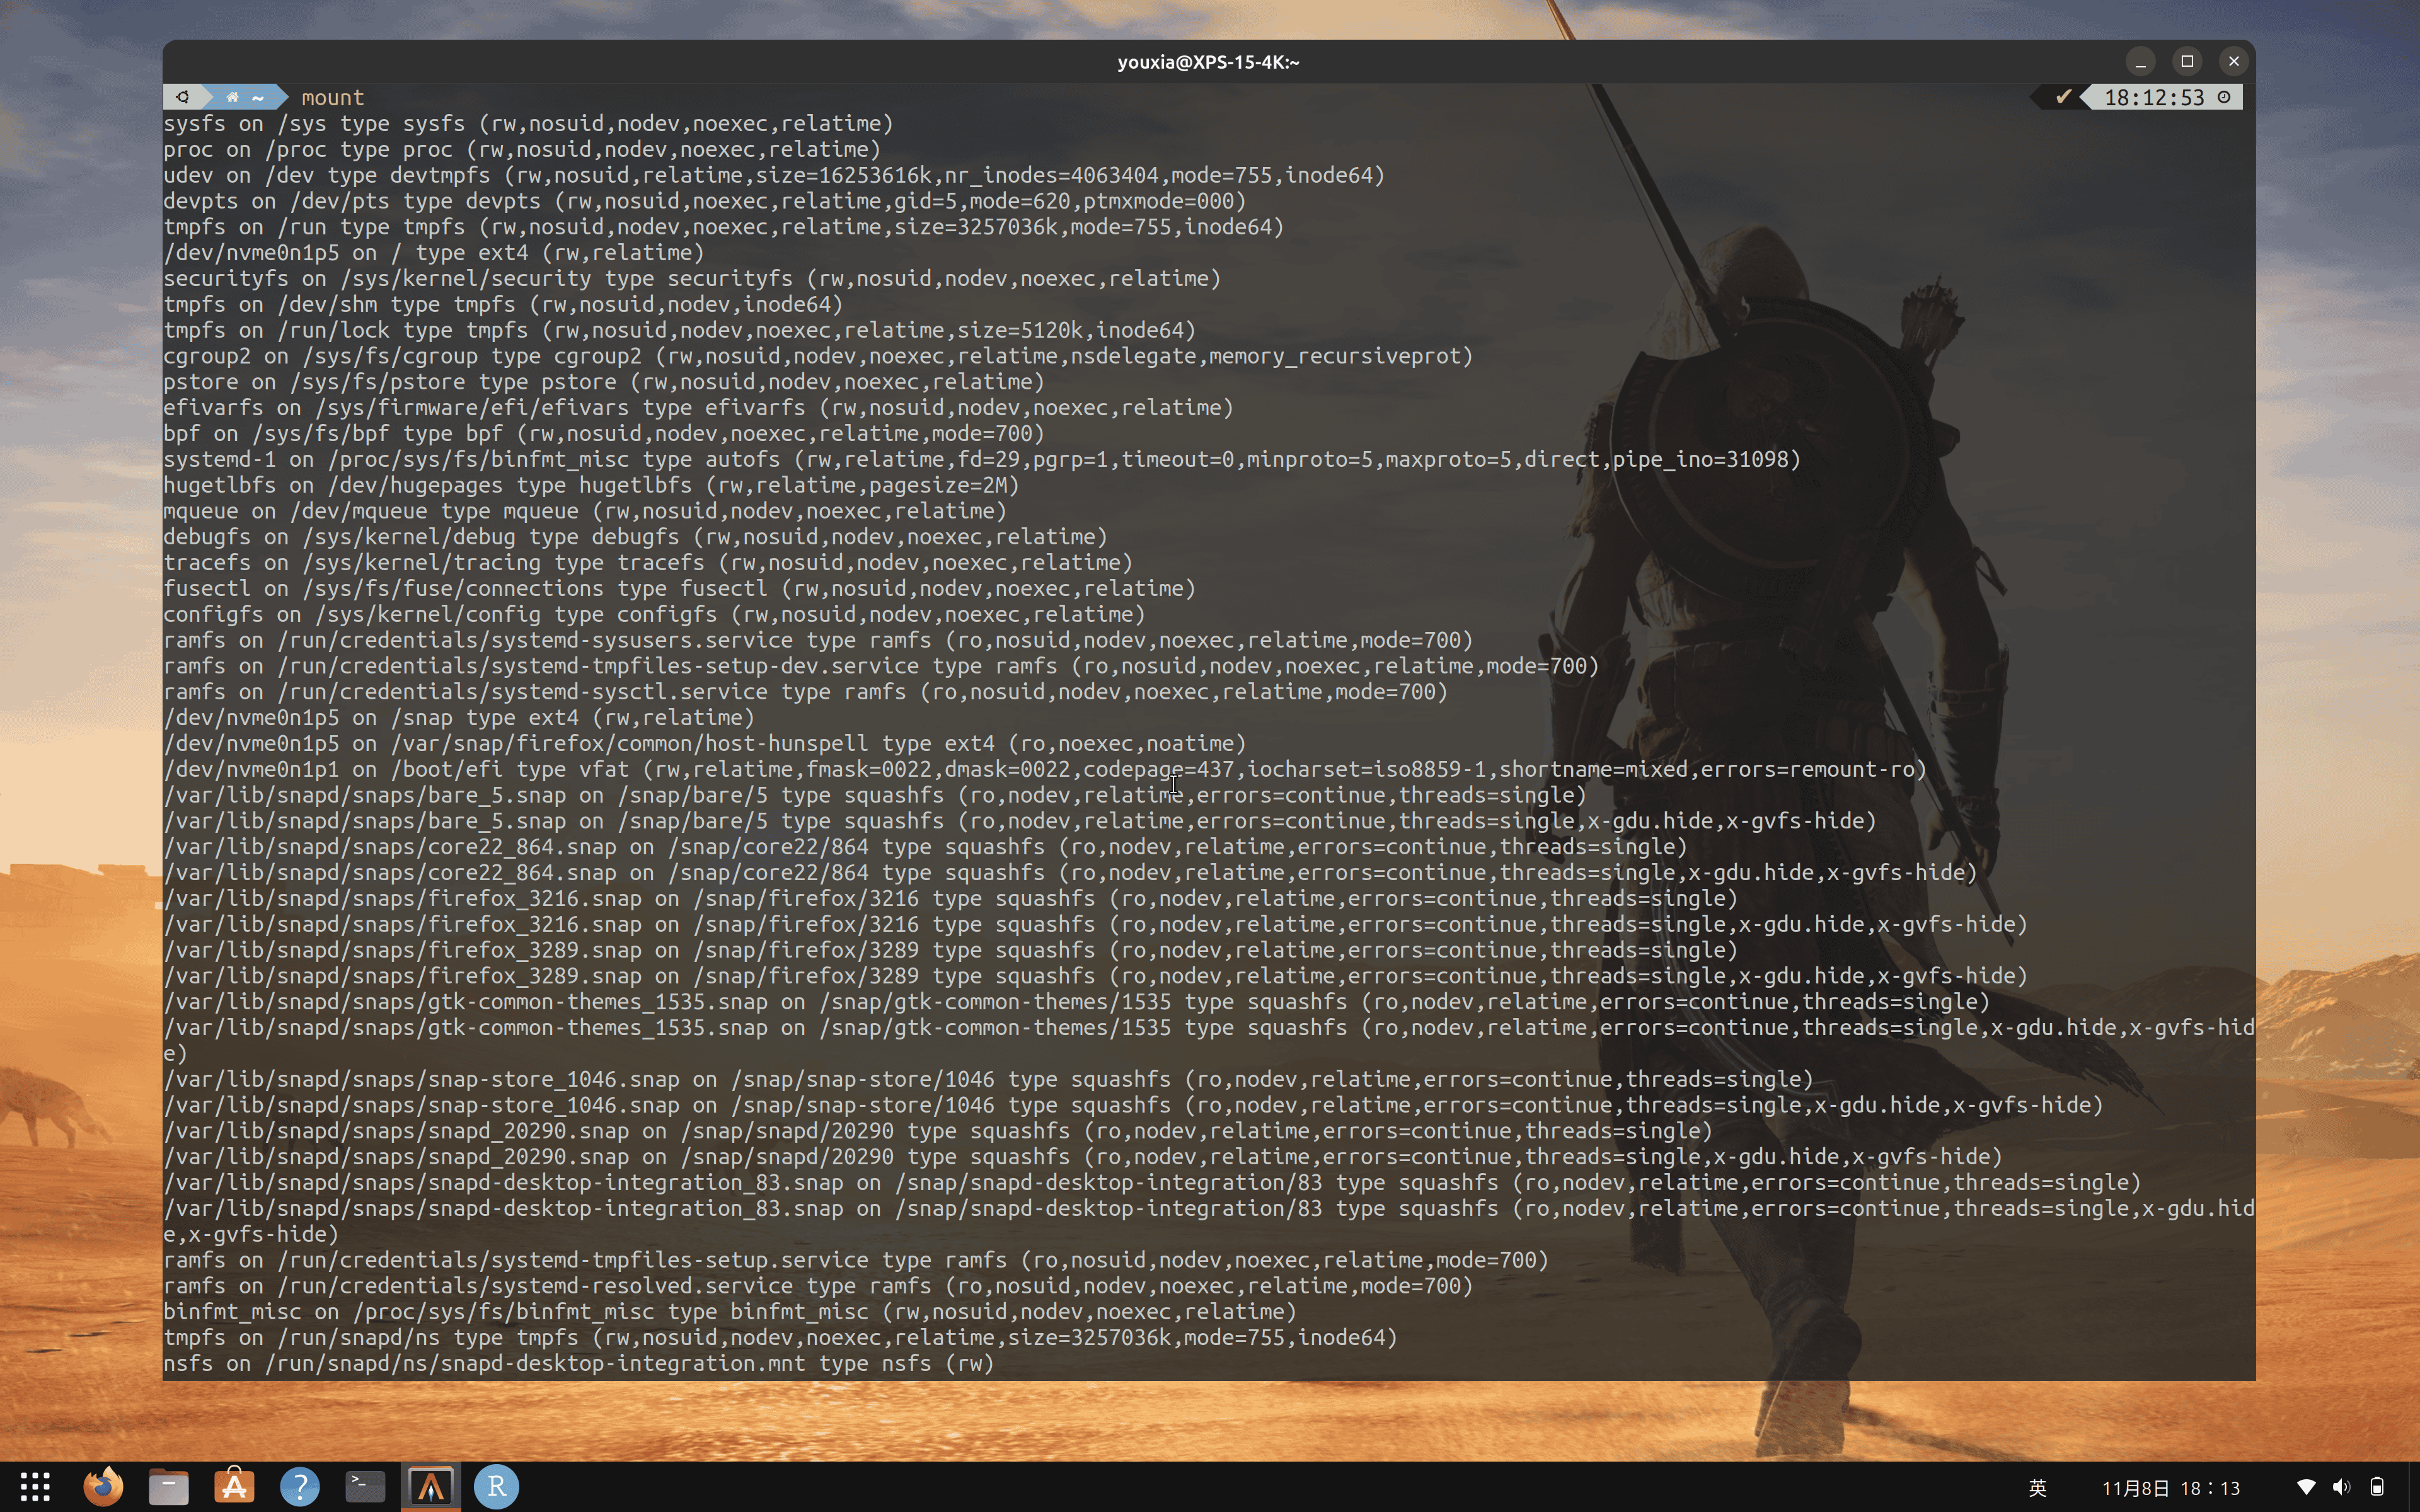 youxia@XPS-15-4K:~
~ mount ✔ 18:12:53
sysfs on /sys type sysfs (rw,nosuid,nodev,noexec,relatime)
proc on /proc type proc (rw,nosuid,nodev,noexec,relatime)
udev on /dev type devtmpfs (rw,nosuid,relatime,size=16253616k,nr_inodes=4063404,mode=755,inode64)
devpts on /dev/pts type devpts (rw,nosuid,noexec,relatime,gid=5,mode=620,ptmxmode=000)
tmpfs on /run type tmpfs (rw,nosuid,nodev,noexec,relatime,size=3257036k,mode=755,inode64)
/dev/nvme0n1p5 on / type ext4 (rw,relatime)
securityfs on /sys/kernel/security type securityfs (rw,nosuid,nodev,noexec,relatime)
tmpfs on /dev/shm type tmpfs (rw,nosuid,nodev,inode64)
tmpfs on /run/lock type tmpfs (rw,nosuid,nodev,noexec,relatime,size=5120k,inode64)
cgroup2 on /sys/fs/cgroup type cgroup2 (rw,nosuid,nodev,noexec,relatime,nsdelegate,memory_recursiveprot)
pstore on /sys/fs/pstore type pstore (rw,nosuid,nodev,noexec,relatime)
efivarfs on /sys/firmware/efi/efivars type efivarfs (rw,nosuid,nodev,noexec,relatime)
bpf on /sys/fs/bpf type bpf (rw,nosuid,nodev,noexec,relatime,mode=700)
systemd-1 on /proc/sys/fs/binfmt_misc type autofs (rw,relatime,fd=29,pgrp=1,timeout=0,minproto=5,maxproto=5,direct,pipe_ino=31098)
hugetlbfs on /dev/hugepages type hugetlbfs (rw,relatime,pagesize=2M)
mqueue on /dev/mqueue type mqueue (rw,nosuid,nodev,noexec,relatime)
debugfs on /sys/kernel/debug type debugfs (rw,nosuid,nodev,noexec,relatime)
tracefs on /sys/kernel/tracing type tracefs (rw,nosuid,nodev,noexec,relatime)
fusectl on /sys/fs/fuse/connections type fusectl (rw,nosuid,nodev,noexec,relatime)
configfs on /sys/kernel/config type configfs (rw,nosuid,nodev,noexec,relatime)
ramfs on /run/credentials/systemd-sysusers.service type ramfs (ro,nosuid,nodev,noexec,relatime,mode=700)
ramfs on /run/credentials/systemd-tmpfiles-setup-dev.service type ramfs (ro,nosuid,nodev,noexec,relatime,mode=700)
ramfs on /run/credentials/systemd-sysctl.service type ramfs (ro,nosuid,nodev,noexec,relatime,mode=700)
/dev/nvme0n1p5 on /snap type ext4 (rw,relatime)
/dev/nvme0n1p5 on /var/snap/firefox/common/host-hunspell type ext4 (ro,noexec,noatime)
/dev/nvme0n1p1 on /boot/efi type vfat (rw,relatime,fmask=0022,dmask=0022,codepage=437,iocharset=iso8859-1,shortname=mixed,errors=remount-ro)
/var/lib/snapd/snaps/bare_5.snap on /snap/bare/5 type squashfs (ro,nodev,relatime,errors=continue,threads=single)
/var/lib/snapd/snaps/bare_5.snap on /snap/bare/5 type squashfs (ro,nodev,relatime,errors=continue,threads=single,x-gdu.hide,x-gvfs-hide)
/var/lib/snapd/snaps/core22_864.snap on /snap/core22/864 type squashfs (ro,nodev,relatime,errors=continue,threads=single)
/var/lib/snapd/snaps/core22_864.snap on /snap/core22/864 type squashfs (ro,nodev,relatime,errors=continue,threads=single,x-gdu.hide,x-gvfs-hide)
/var/lib/snapd/snaps/firefox_3216.snap on /snap/firefox/3216 type squashfs (ro,nodev,relatime,errors=continue,threads=single)
/var/lib/snapd/snaps/firefox_3216.snap on /snap/firefox/3216 type squashfs (ro,nodev,relatime,errors=continue,threads=single,x-gdu.hide,x-gvfs-hide)
/var/lib/snapd/snaps/firefox_3289.snap on /snap/firefox/3289 type squashfs (ro,nodev,relatime,errors=continue,threads=single)
/var/lib/snapd/snaps/firefox_3289.snap on /snap/firefox/3289 type squashfs (ro,nodev,relatime,errors=continue,threads=single,x-gdu.hide,x-gvfs-hide)
/var/lib/snapd/snaps/gtk-common-themes_1535.snap on /snap/gtk-common-themes/1535 type squashfs (ro,nodev,relatime,errors=continue,threads=single)
/var/lib/snapd/snaps/gtk-common-themes_1535.snap on /snap/gtk-common-themes/1535 type squashfs (ro,nodev,relatime,errors=continue,threads=single,x-gdu.hide,x-gvfs-hid
e)
/var/lib/snapd/snaps/snap-store_1046.snap on /snap/snap-store/1046 type squashfs (ro,nodev,relatime,errors=continue,threads=single)
/var/lib/snapd/snaps/snap-store_1046.snap on /snap/snap-store/1046 type squashfs (ro,nodev,relatime,errors=continue,threads=single,x-gdu.hide,x-gvfs-hide)
/var/lib/snapd/snaps/snapd_20290.snap on /snap/snapd/20290 type squashfs (ro,nodev,relatime,errors=continue,threads=single)
/var/lib/snapd/snaps/snapd_20290.snap on /snap/snapd/20290 type squashfs (ro,nodev,relatime,errors=continue,threads=single,x-gdu.hide,x-gvfs-hide)
/var/lib/snapd/snaps/snapd-desktop-integration_83.snap on /snap/snapd-desktop-integration/83 type squashfs (ro,nodev,relatime,errors=continue,threads=single)
/var/lib/snapd/snaps/snapd-desktop-integration_83.snap on /snap/snapd-desktop-integration/83 type squashfs (ro,nodev,relatime,errors=continue,threads=single,x-gdu.hid
e,x-gvfs-hide)
ramfs on /run/credentials/systemd-tmpfiles-setup.service type ramfs (ro,nosuid,nodev,noexec,relatime,mode=700)
ramfs on /run/credentials/systemd-resolved.service type ramfs (ro,nosuid,nodev,noexec,relatime,mode=700)
binfmt_misc on /proc/sys/fs/binfmt_misc type binfmt_misc (rw,nosuid,nodev,noexec,relatime)
tmpfs on /run/snapd/ns type tmpfs (rw,nosuid,nodev,noexec,relatime,size=3257036k,mode=755,inode64)
nsfs on /run/snapd/ns/snapd-desktop-integration.mnt type nsfs (rw)
英 11月8日 18：13